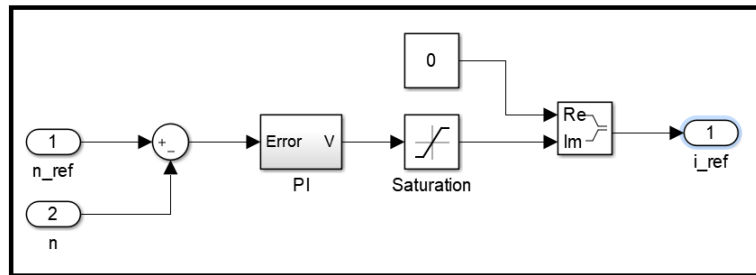 0
Re
Im
1
n_ref
+
−
Error V
PI
Saturation
1
i_ref
2
n